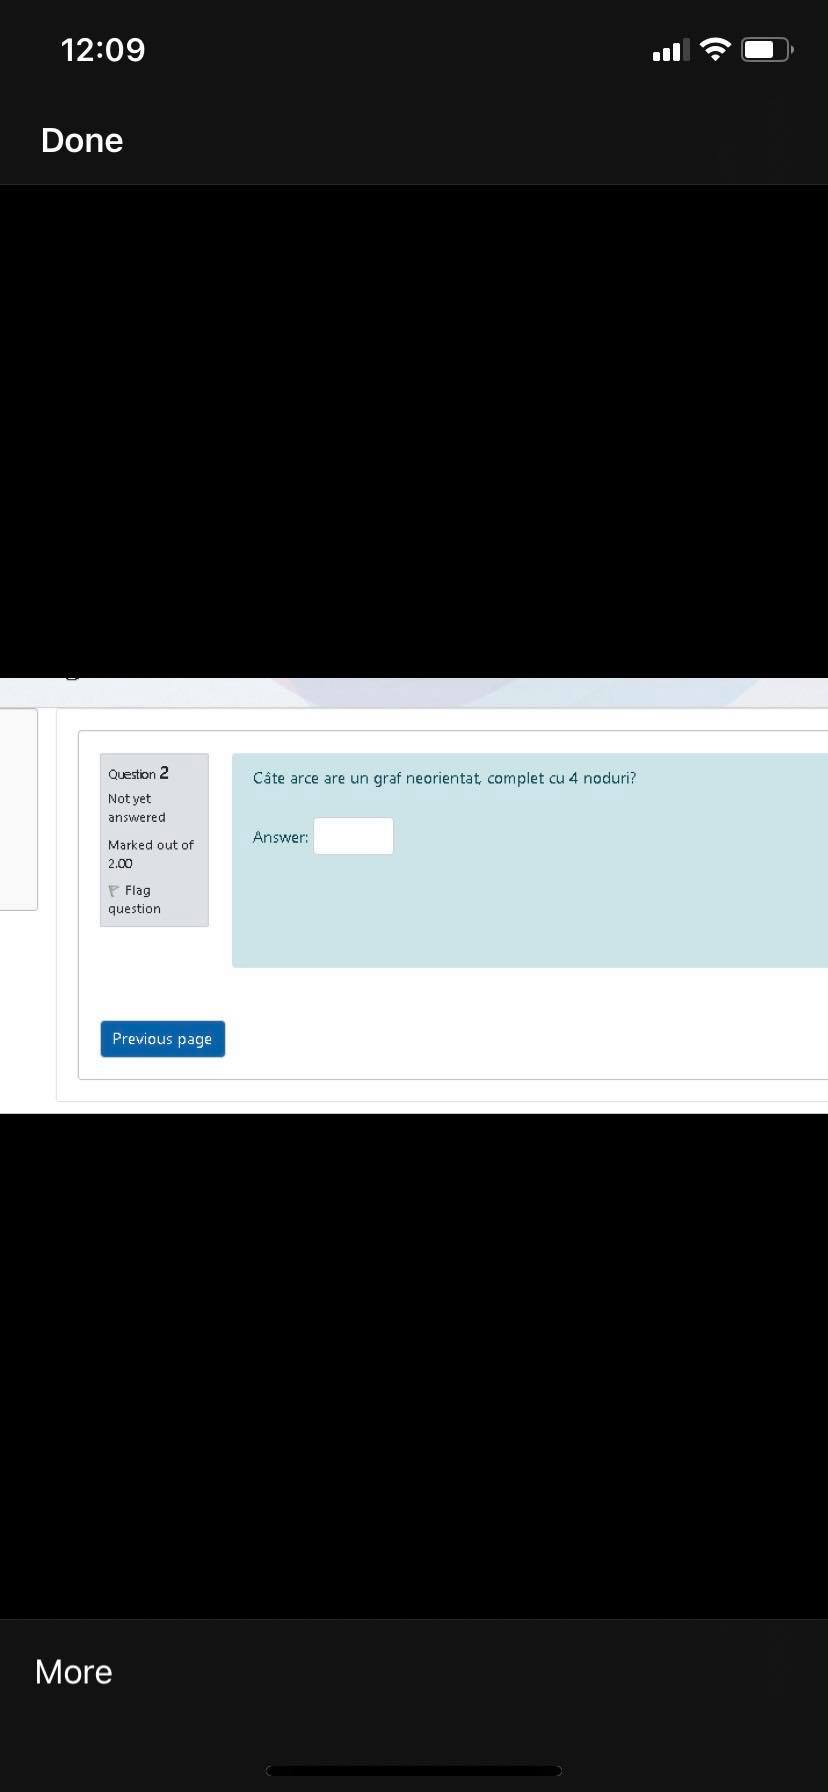 12:09
Done
Question 2
Not yet
answered
Marked out of
2.00
Flag
question
Câte arce are un graf neorientat, complet cu 4 noduri?
Answer:
Previous page
More